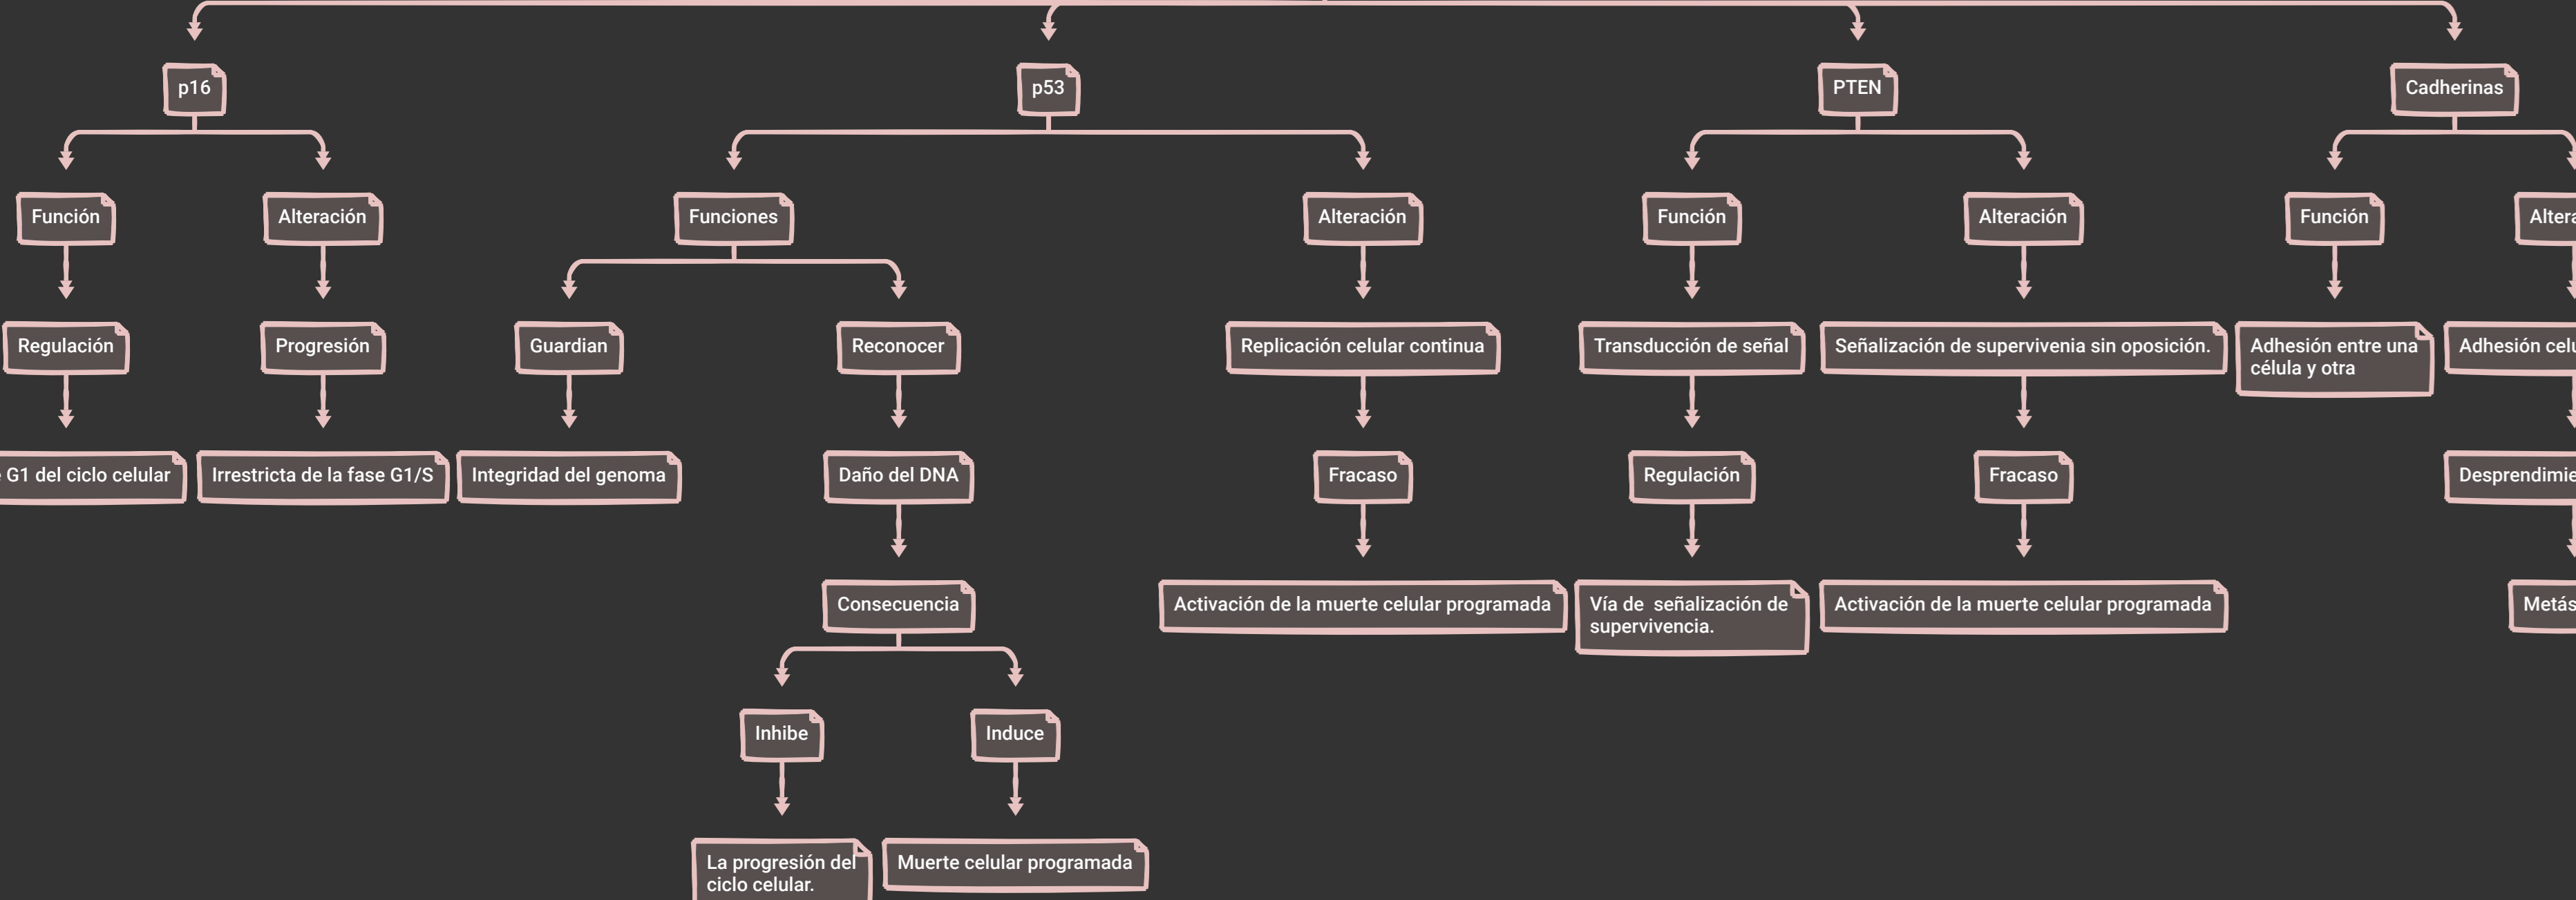 p16
p53
PTEN
Cadherinas
Función
Alteración
Funciones
Alteración
Función
Alteración
Función
Regulación
Progresión
Guardian
Reconocer
Replicación celular continua
Transducción de señal
Señalización de supervivenia sin oposición.
Adhesión entre una
célula y otra
Adhesión
G1 del ciclo celular
Irrestricta de la fase G1/S
Integridad del genoma
Daño del DNA
Fracaso
Regulación
Fracaso
Consecuencia
Activación de la muerte celular programada
Vía de  señalización de
supervivencia.
Activación de la muerte celular programada
Inhibe
Induce
La progresión del
ciclo celular.
Muerte celular programada